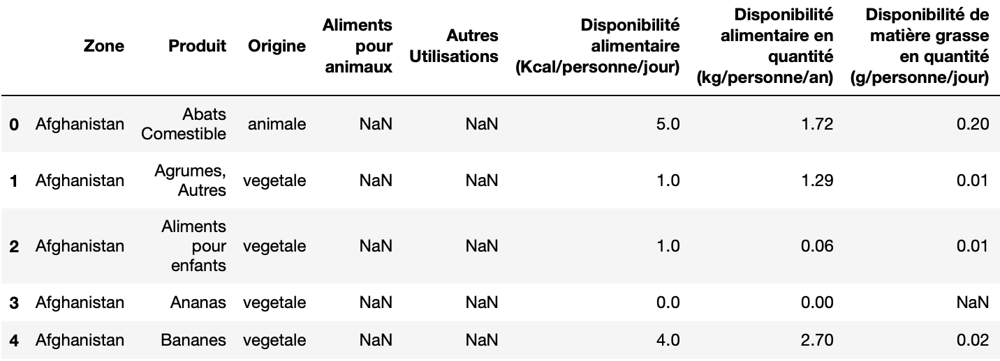 Zone Produit Origine Aliments pour animaux Autres Utilisations Disponibilité alimentaire (Kcal/personne/jour) Disponibilité alimentaire en quantité (kg/personne/an) Disponibilité de matière grasse en quantité (g/personne/jour)
0 Afghanistan Abats Comestible animale NaN NaN 5.0 1.72 0.20
1 Afghanistan Agrumes, Autres vegetale NaN NaN 1.0 1.29 0.01
2 Afghanistan Aliments pour enfants vegetale NaN NaN 1.0 0.06 0.01
3 Afghanistan Ananas vegetale NaN NaN 0.0 0.00 NaN
4 Afghanistan Bananes vegetale NaN NaN 4.0 2.70 0.02